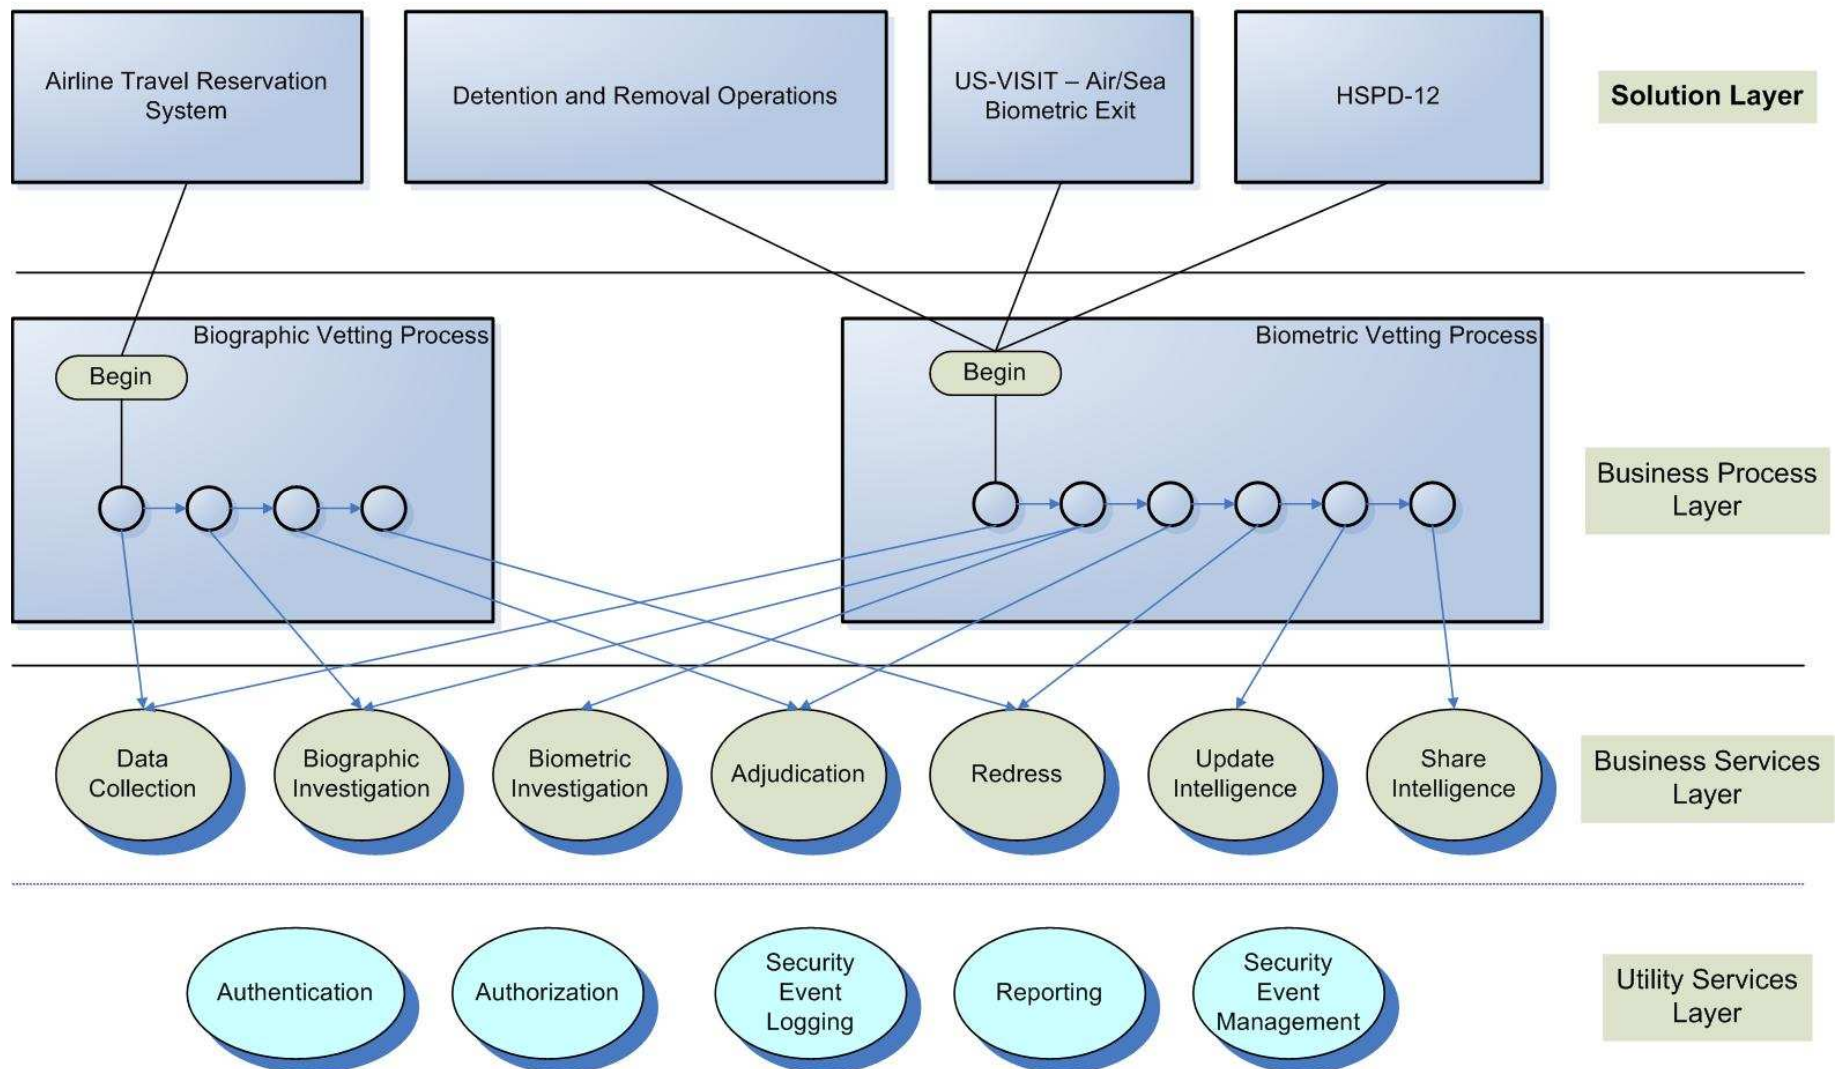 Airline Travel Reservation
System
Detention and Removal Operations
US-VISIT – Air/Sea
Biometric Exit
HSPD-12
Solution Layer
Biographic Vetting Process
Begin
Biometric Vetting Process
Begin
Business Process
Layer
Data
Collection
Biographic
Investigation
Biometric
Investigation
Adjudication
Redress
Update
Intelligence
Share
Intelligence
Business Services
Layer
Authentication
Authorization
Security
Event
Logging
Reporting
Security
Event
Management
Utility Services
Layer